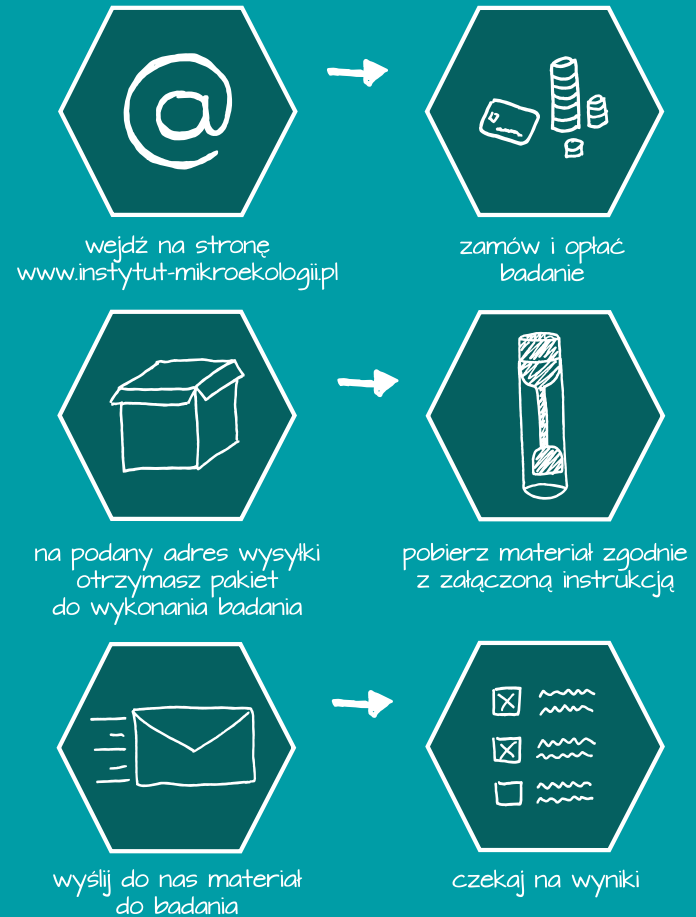 wejdź na stronę
www.instytut-mikroekologii.pl
zamów i opłać
badanie
na podany adres wysyłki
otrzymasz pakiet
do wykonania badania
pobierz materiał zgodnie
z załączoną instrukcją
wyślij do nas materiał
do badania
czekaj na wyniki